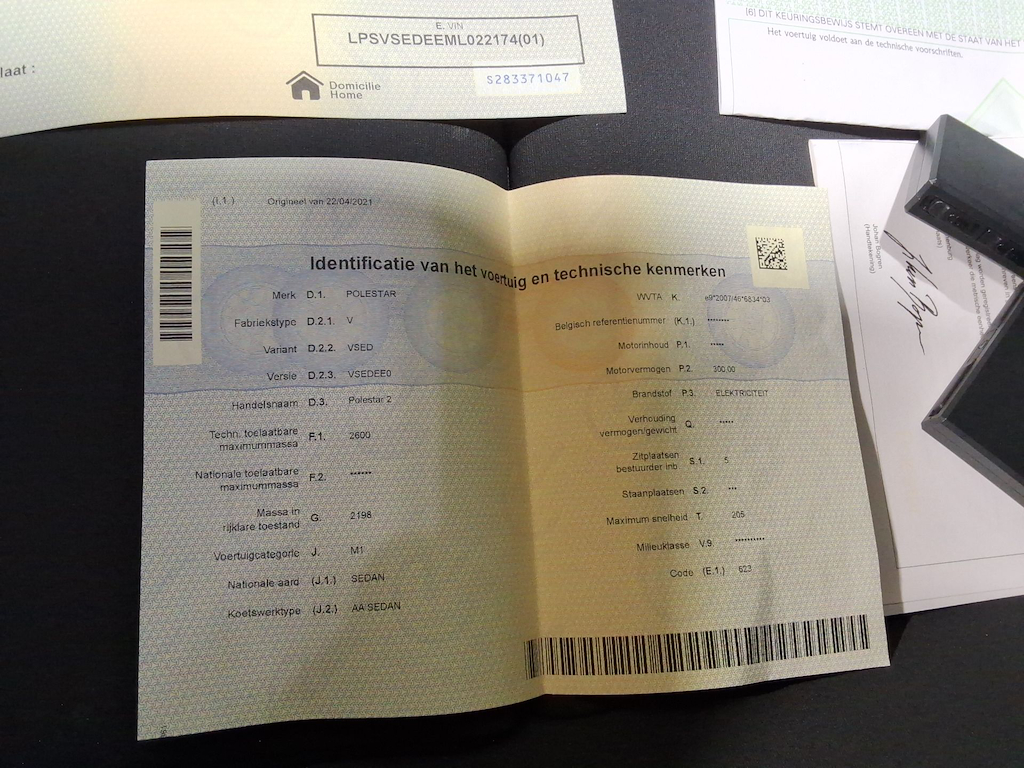 E. VIN
LPSVSEDEEML022174(01)
laat :
Domicilie
Home
S283371047
(6) DIT KEURINGSBEWIJS STEMT OVEREEN MET DE STAAT VAN HET
Het voertuig voldoet aan de technische voorschriften.
(I.1.) Origineel van 22/04/2021
Identificatie van het voertuig en technische kenmerken
Merk D.1. POLESTAR
Fabriekstype D.2.1. V
Variant D.2.2. VSED
Versie D.2.3. VSEDEE0
Handelsnaam D.3. Polestar 2
Techn. toelaatbare
maximummassa F.1. 2600
Nationale toelaatbare
maximummassa F.2. ******
Massa in
rijklare toestand G. 2198
Voertuigcategorie J. M1
Nationale aard (J.1.) SEDAN
Koetswerktype (J.2.) AA SEDAN
WVTA K. e9*2007/46*6834*03
Belgisch referentienummer (K.1.) ********
Motorinhoud P.1. *****
Motorvermogen P.2. 300.00
Brandstof P.3. ELEKTRICITEIT
Verhouding
vermogen/gewicht Q. *****
Zitplaatsen
bestuurder inb S.1. 5
Staanplaatsen S.2. ***
Maximum snelheid T. 205
Milieuklasse V.9. **********
Code (E.1.) 623
Johan Bogren
(Handtekening)